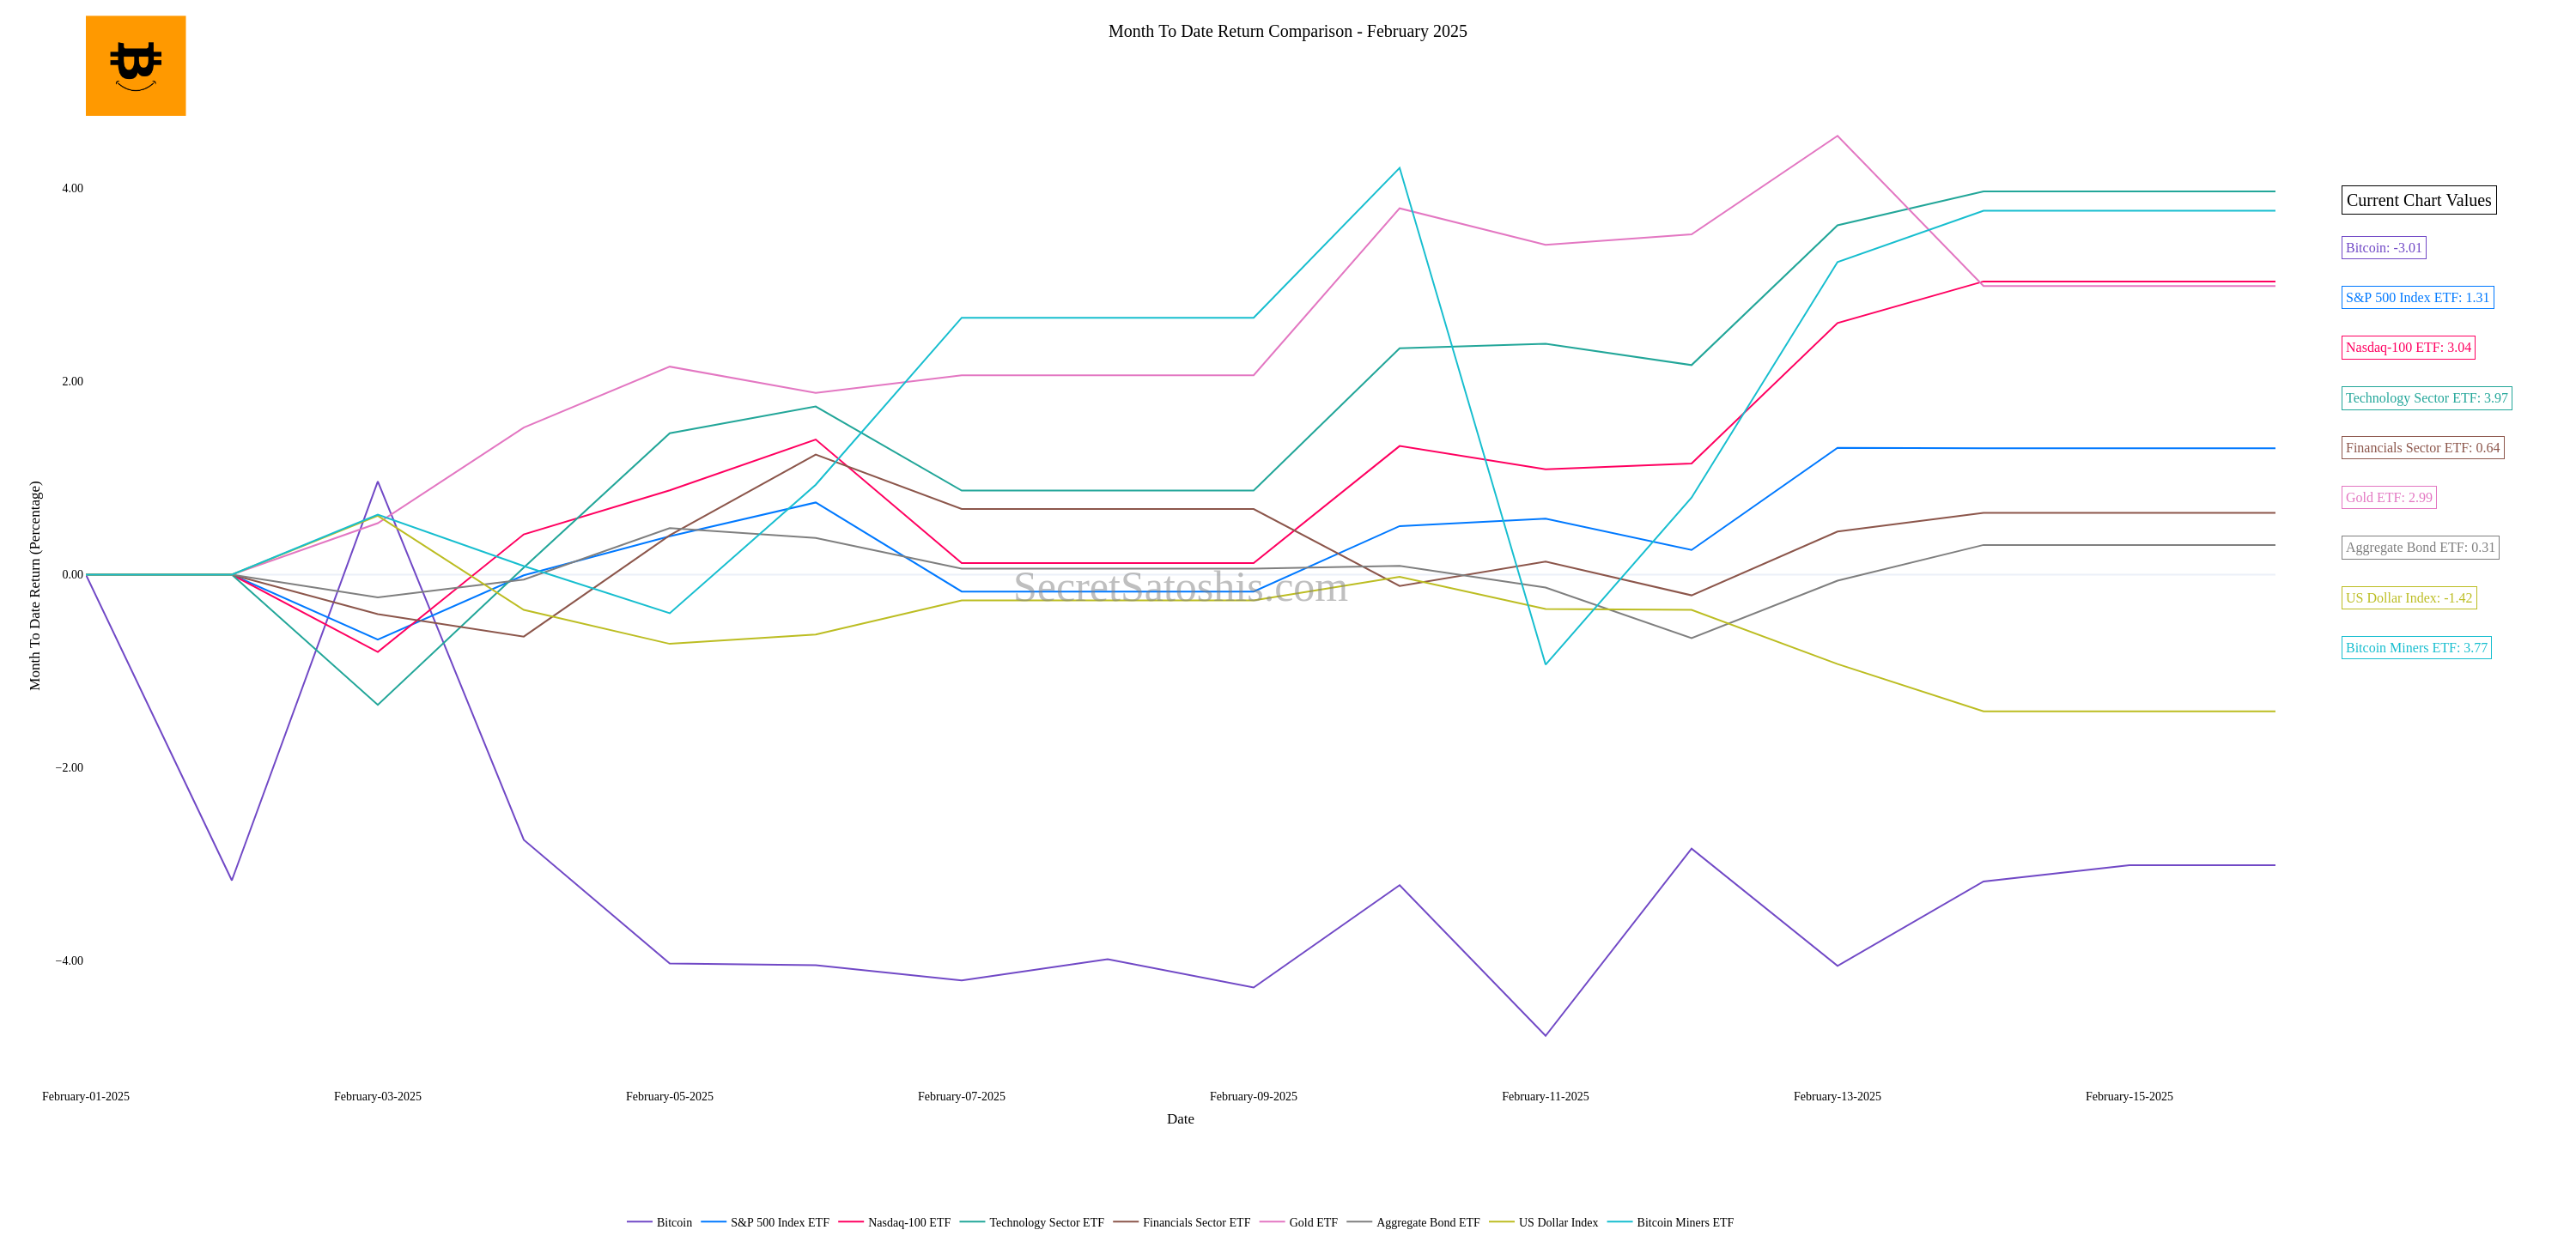 Month To Date Return Comparison - February 2025
4.00
2.00
0.00
−2.00
−4.00
Month To Date Return (Percentage)
SecretSatoshis.com
Current Chart Values
Bitcoin: -3.01
S&P 500 Index ETF: 1.31
Nasdaq-100 ETF: 3.04
Technology Sector ETF: 3.97
Financials Sector ETF: 0.64
Gold ETF: 2.99
Aggregate Bond ETF: 0.31
US Dollar Index: -1.42
Bitcoin Miners ETF: 3.77
February-01-2025 February-03-2025 February-05-2025 February-07-2025 February-09-2025 February-11-2025 February-13-2025 February-15-2025
Date
Bitcoin S&P 500 Index ETF Nasdaq-100 ETF Technology Sector ETF Financials Sector ETF Gold ETF Aggregate Bond ETF US Dollar Index Bitcoin Miners ETF